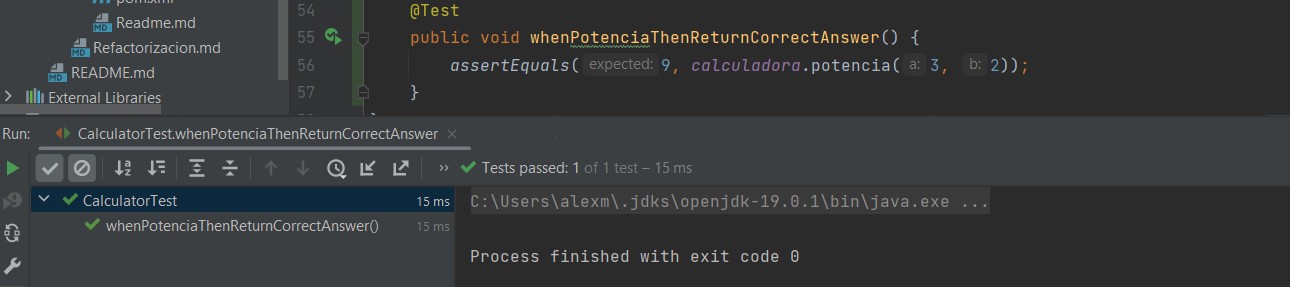 pom.xml
Readme.md
Refactorizacion.md
README.md
External Libraries
54 @Test
55 public void whenPotenciaThenReturnCorrectAnswer() {
56 assertEquals( expected: 9, calculadora.potencia( a: 3, b: 2));
57 }
Run: CalculatorTest.whenPotenciaThenReturnCorrectAnswer ×
» Tests passed: 1 of 1 test – 15 ms
CalculatorTest 15 ms
whenPotenciaThenReturnCorrectAnswer() 15 ms
C:\Users\alexm\.jdks\openjdk-19.0.1\bin\java.exe ...
Process finished with exit code 0